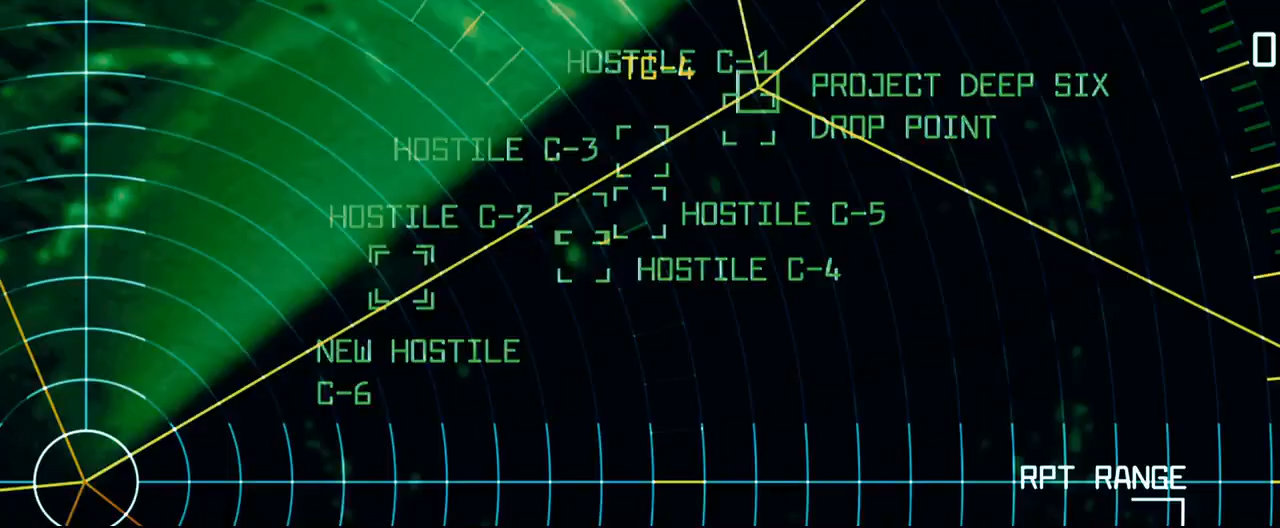 HOSTILE C-1
TG-4
PROJECT DEEP SIX
DROP POINT
HOSTILE C-3
HOSTILE C-2
HOSTILE C-5
HOSTILE C-4
NEW HOSTILE
C-6
RPT RANGE